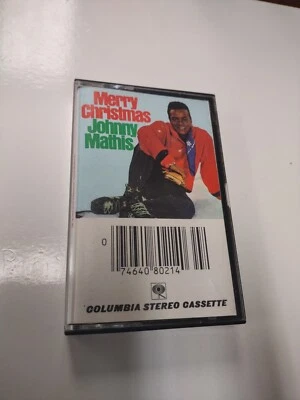 Merry
Christmas
Johnny
Mathis
0
74640 80214
COLUMBIA STEREO CASSETTE